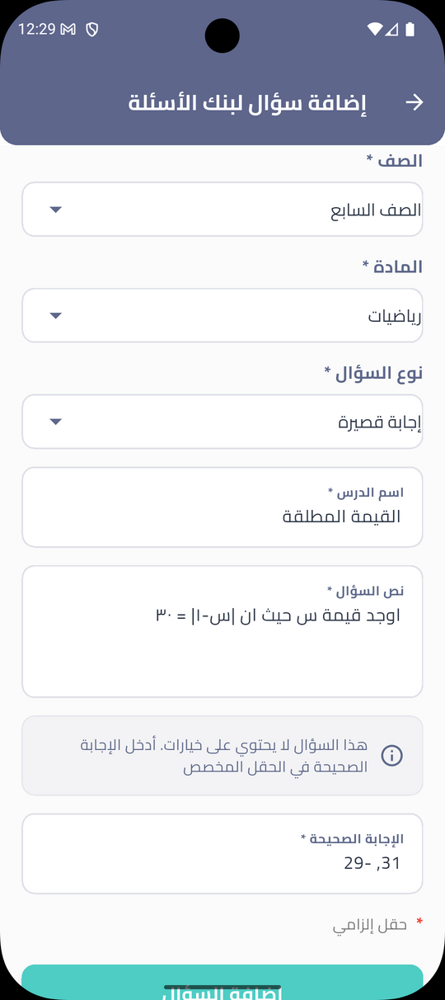 12:29
إضافة سؤال لبنك الأسئلة
الصف *
الصف السابع
المادة *
رياضيات
نوع السؤال *
إجابة قصيرة
اسم الدرس *
القيمة المطلقة
نص السؤال *
اوجد قيمة س حيث ان |س-١| = ٣٠
هذا السؤال لا يحتوي على خيارات. أدخل الإجابة
الصحيحة في الحقل المخصص
الإجابة الصحيحة *
31, -29
* حقل إلزامي
إضافة السؤال